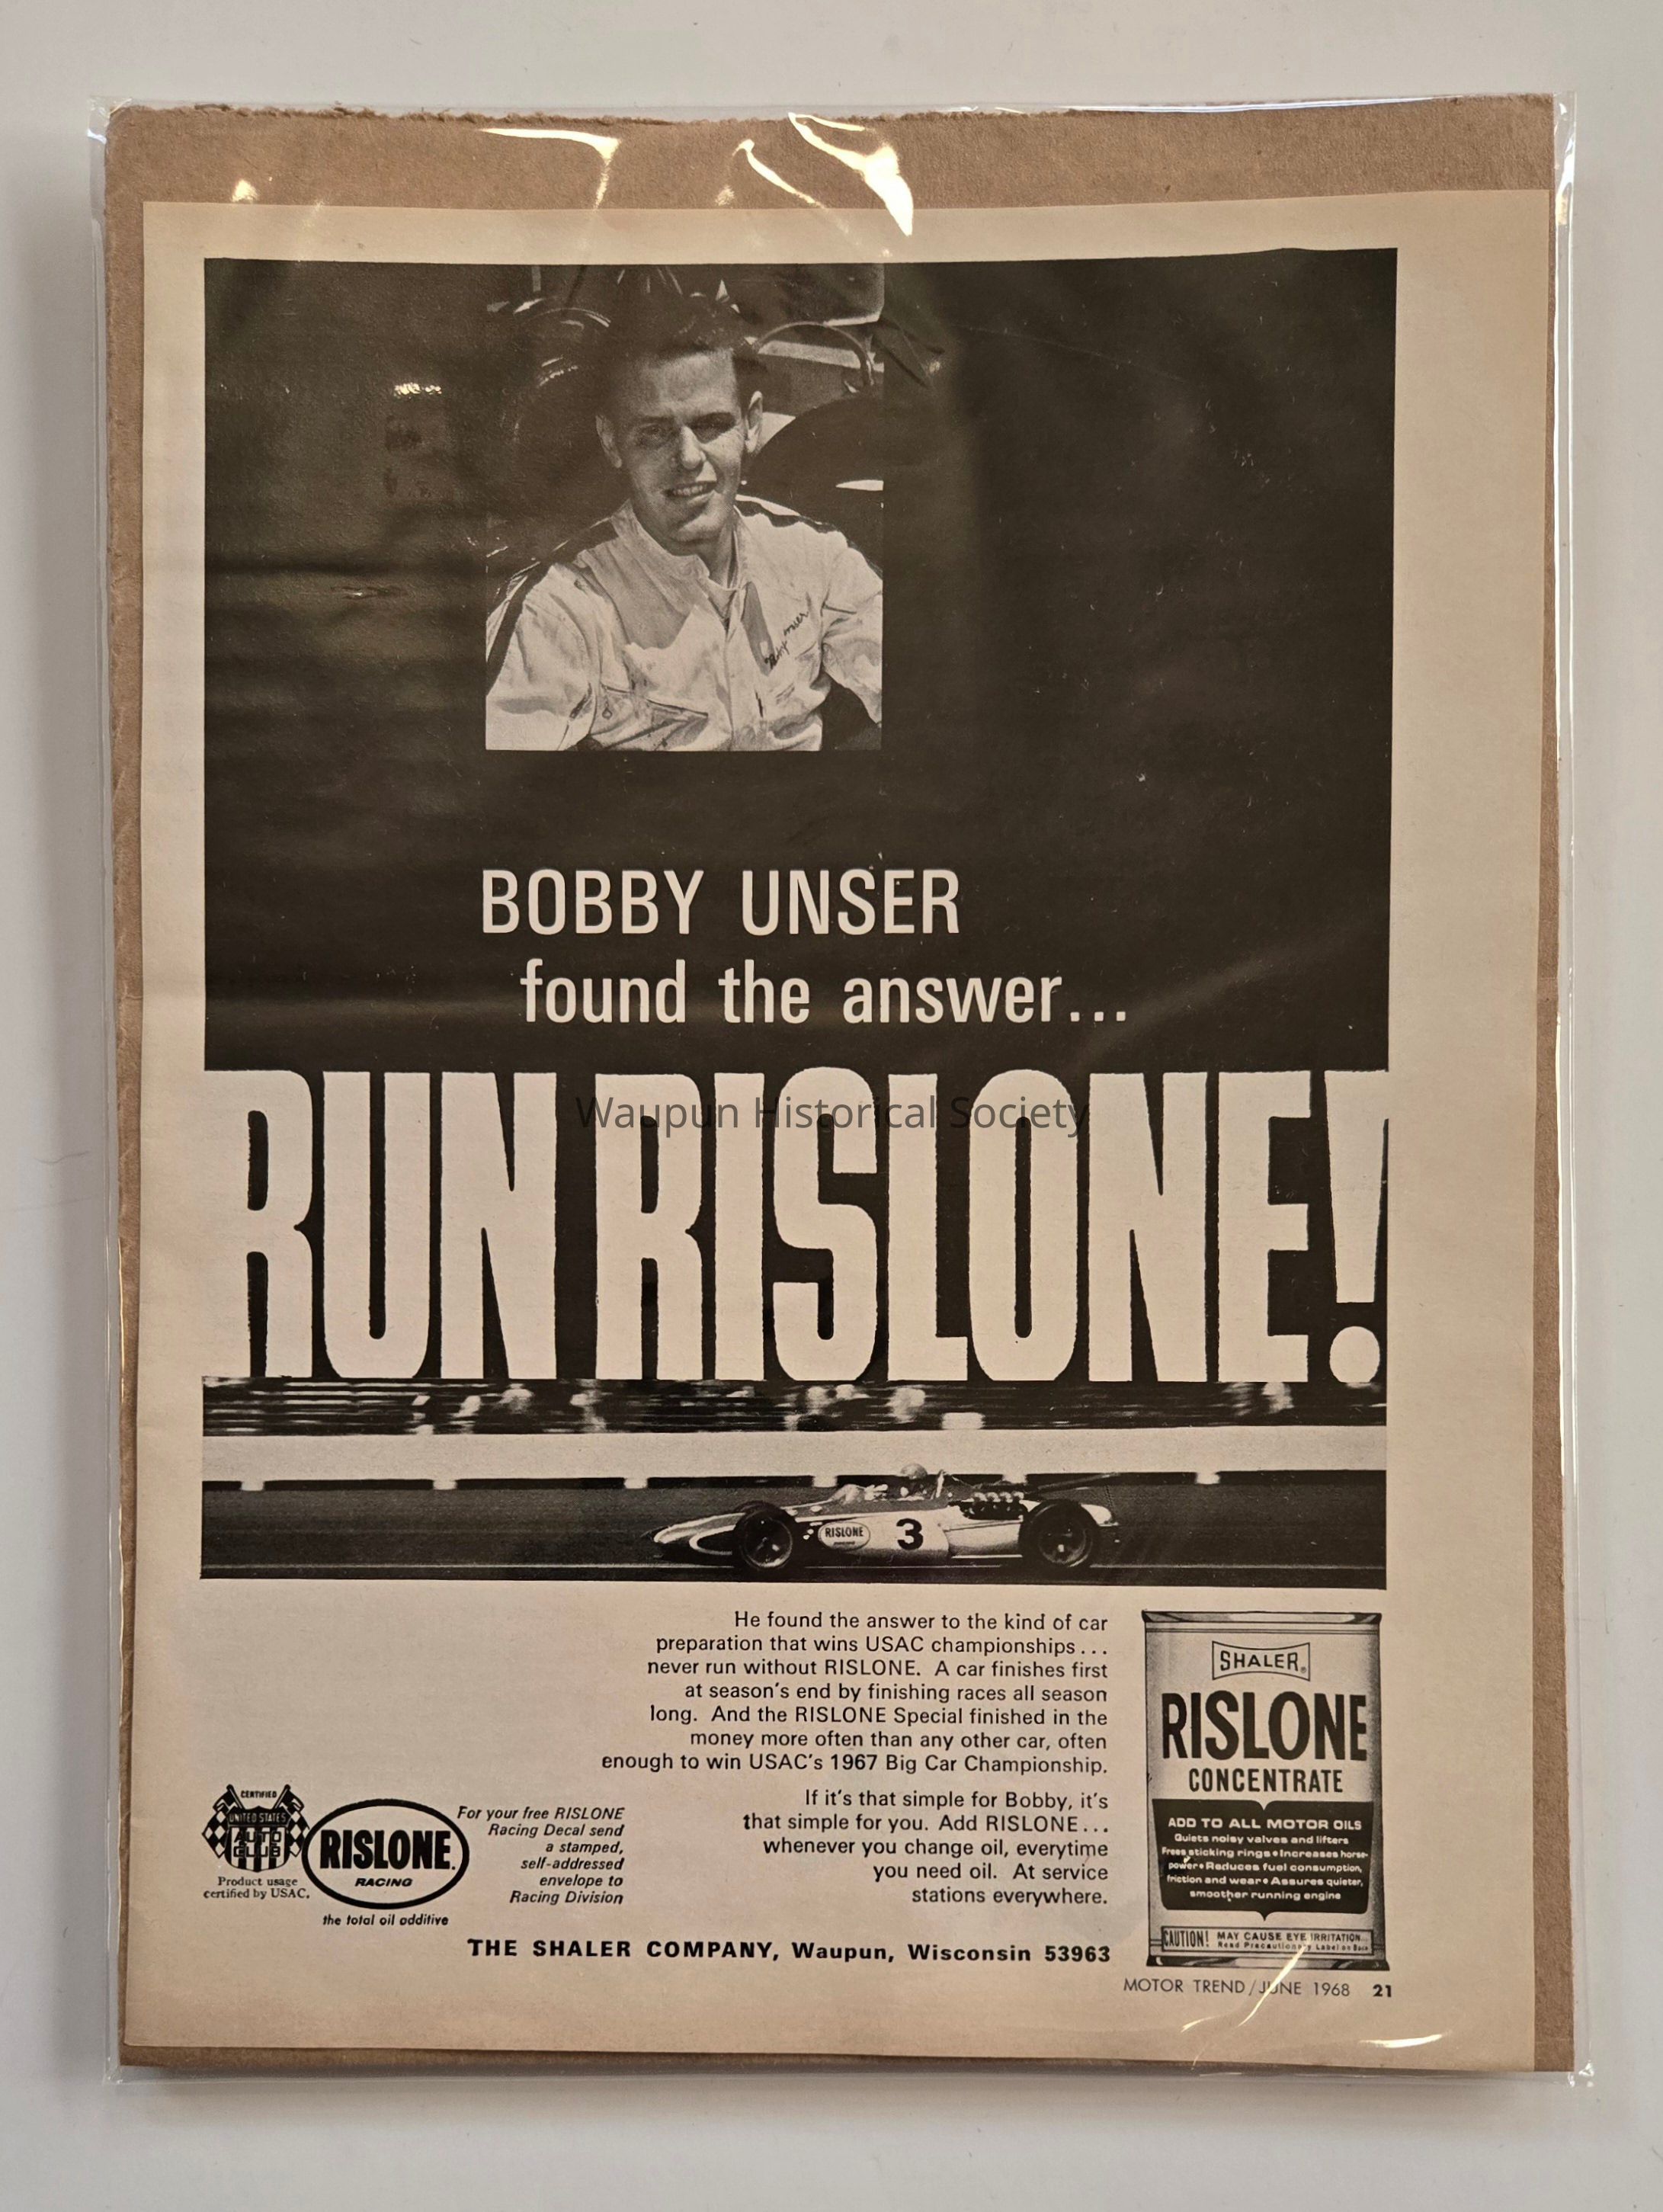 BOBBY UNSER
found the answer...
RUN RISLONE!
Waupun Historical Society
RISLONE
3
He found the answer to the kind of car
preparation that wins USAC championships...
never run without RISLONE. A car finishes first
at season's end by finishing races all season
long. And the RISLONE Special finished in the
money more often than any other car, often
enough to win USAC's 1967 Big Car Championship.
If it's that simple for Bobby, it's
that simple for you. Add RISLONE...
whenever you change oil, everytime
you need oil. At service
stations everywhere.
CERTIFIED
UNITED STATES
AUTO
CLUB
Product usage
certified by USAC.
RISLONE.
RACING
the total oil additive
For your free RISLONE
Racing Decal send
a stamped,
self-addressed
envelope to
Racing Division
THE SHALER COMPANY, Waupun, Wisconsin 53963
SHALER®
RISLONE
CONCENTRATE
ADD TO ALL MOTOR OILS
Quiets noisy valves and lifters
Frees sticking rings • Increases horse-
power • Reduces fuel consumption,
friction and wear • Assures quieter,
smoother running engine
CAUTION! MAY CAUSE EYE IRRITATION
Read Precautionary Label on Back
MOTOR TREND/JUNE 1968 21